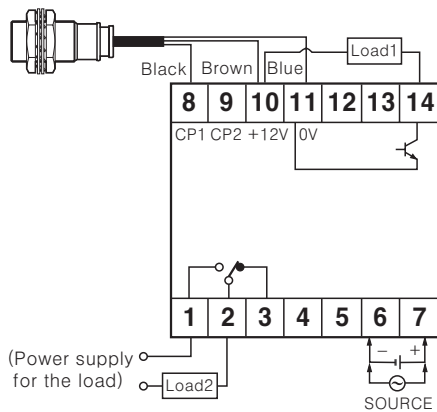 Load1
Black Brown Blue
8 9 10 11 12 13 14
CP1 CP2 +12V 0V
1 2 3 4 5 6 7
(Power supply
for the load)
Load2
− +
SOURCE